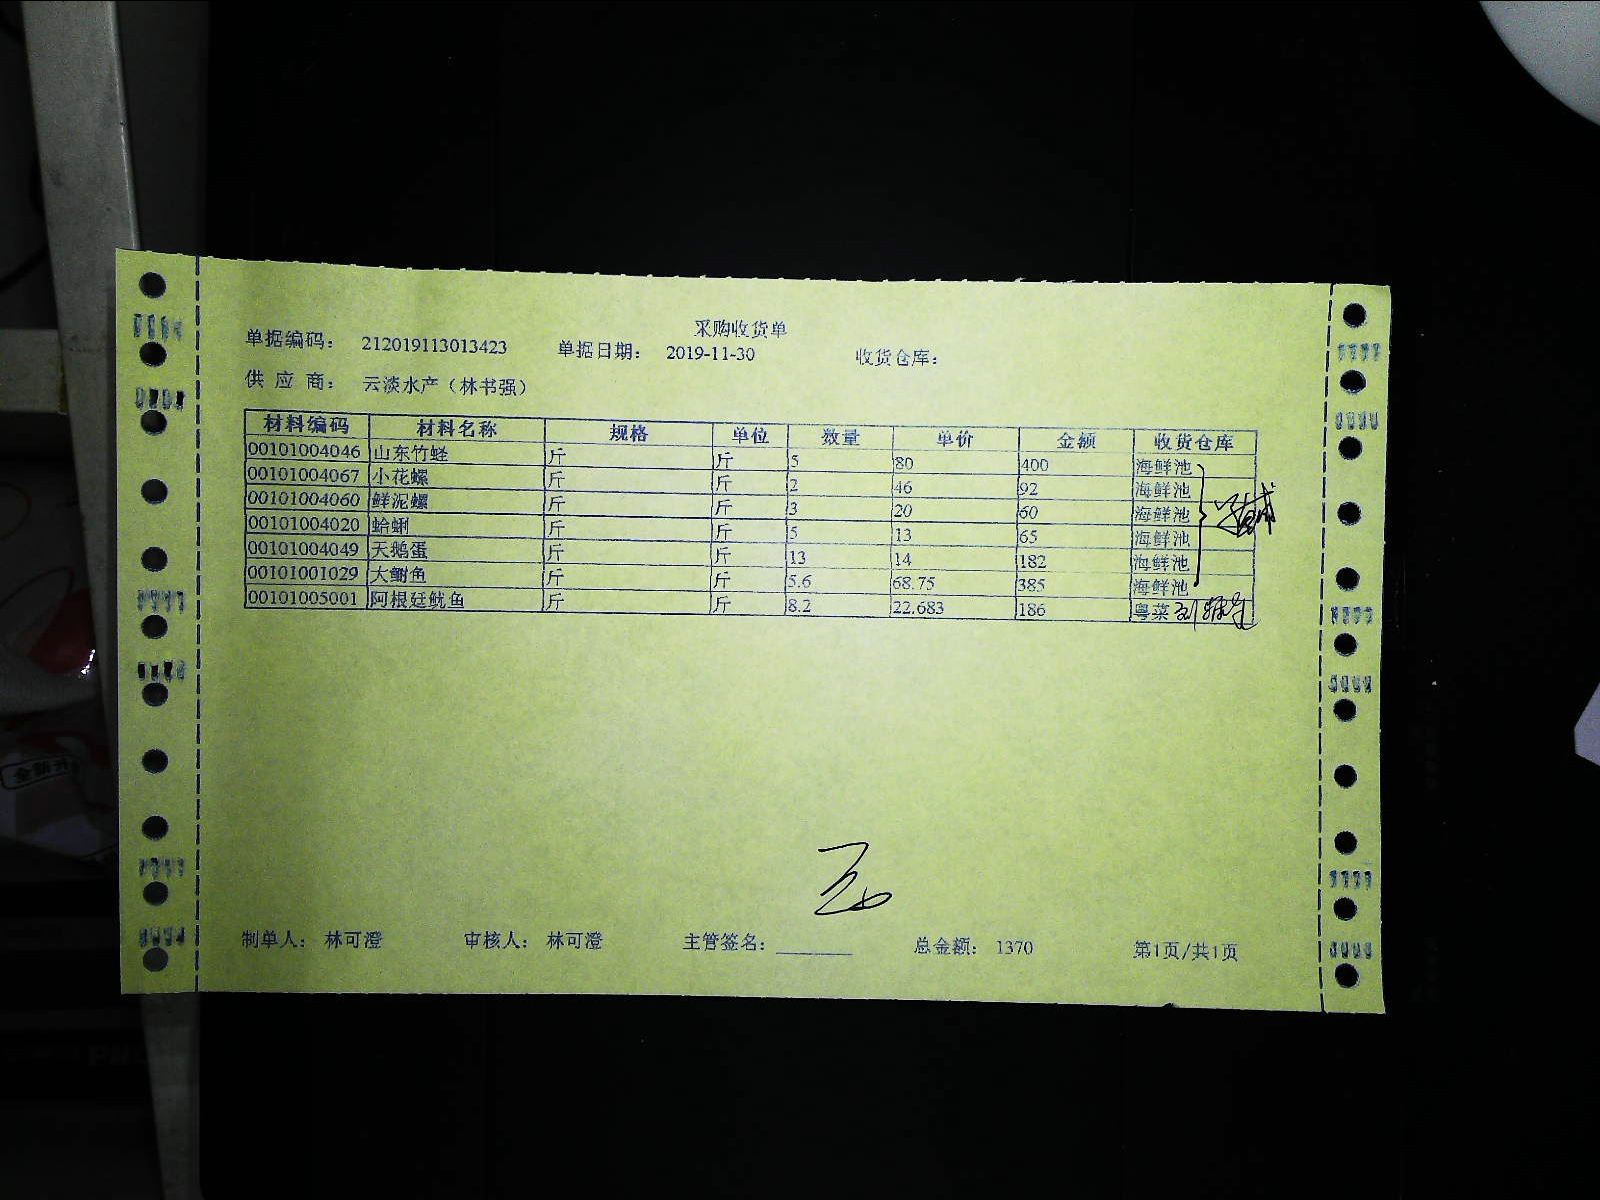 采购收货单
单据编码： 212019113013423 单据日期： 2019-11-30 收货仓库：
供 应 商： 云淡水产（林书强）
材料编码 材料名称 规格 单位 数量 单价 金额 收货仓库
00101004046 山东竹蛏 斤 斤 5 80 400 海鲜池
00101004067 小花螺 斤 斤 2 46 92 海鲜池
00101004060 鲜泥螺 斤 斤 3 20 60 海鲜池
00101004020 蛤蜊 斤 斤 5 13 65 海鲜池
00101004049 天鹅蛋 斤 斤 13 14 182 海鲜池
00101001029 大鮒鱼 斤 斤 5.6 68.75 385 海鲜池
00101005001 阿根廷鱿鱼 斤 斤 8.2 22.683 186 粤菜
制单人： 林可澄 审核人： 林可澄 主管签名： 总金额： 1370 第1页/共1页